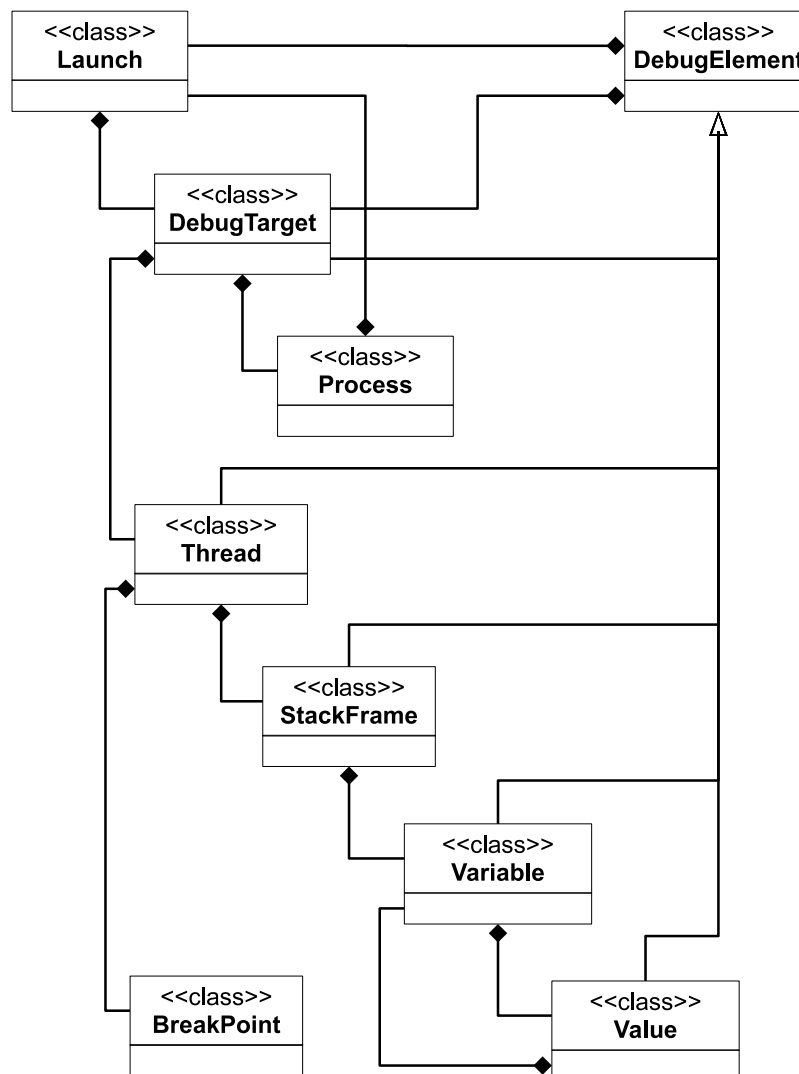 <<class>>
Launch
<<class>>
DebugElement
<<class>>
DebugTarget
<<class>>
Process
<<class>>
Thread
<<class>>
StackFrame
<<class>>
Variable
<<class>>
BreakPoint
<<class>>
Value